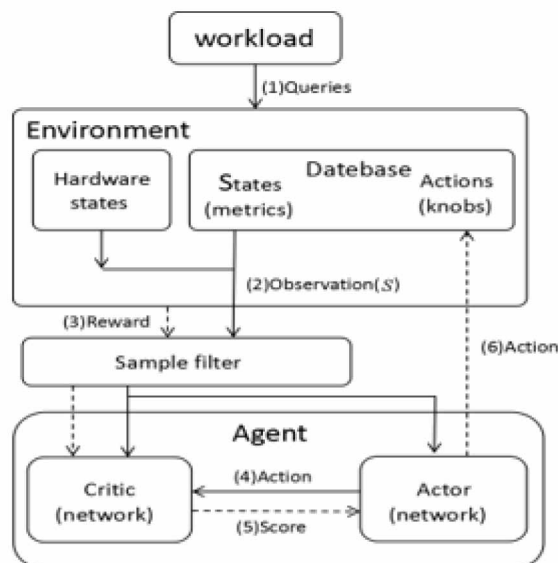 workload
(1)Queries
Environment
Hardware
states
Datebase
States
(metrics)
Actions
(knobs)
(2)Observation(S)
(3)Reward
(6)Action
Sample filter
Agent
Critic
(network)
(4)Action
(5)Score
Actor
(network)